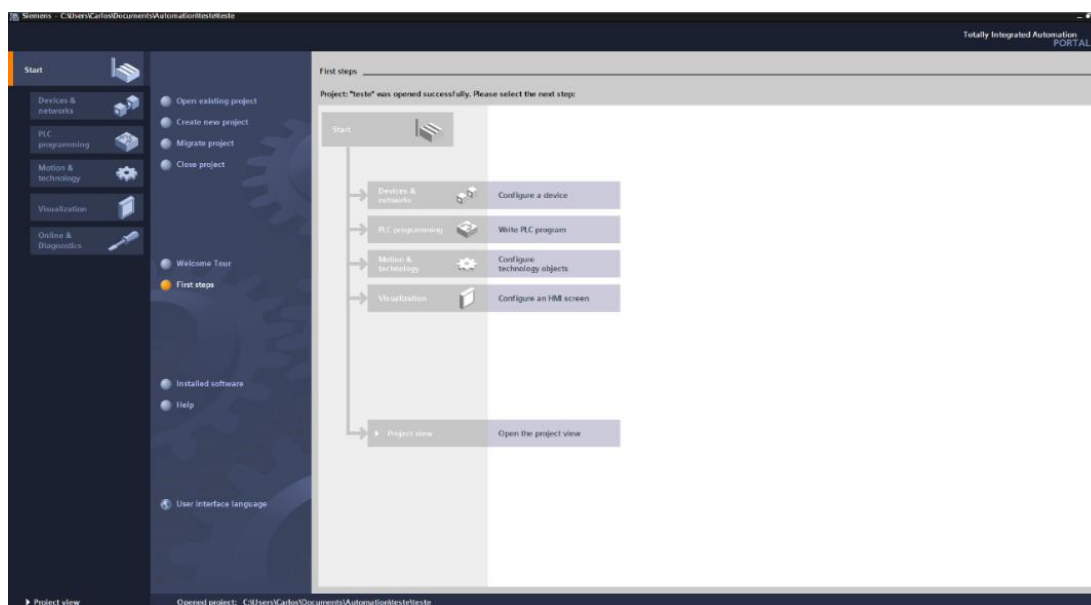 Siemens - C:\Users\Carlos\Documents\Automation\teste\teste
Totally Integrated Automation
PORTAL
Start
Devices &
networks
PLC
programming
Motion &
technology
Visualization
Online &
Diagnostics
Open existing project
Create new project
Migrate project
Close project
Welcome Tour
First steps
Installed software
Help
User interface language
First steps
Project: "teste" was opened successfully. Please select the next step:
Start
Devices &
networks
Configure a device
PLC programming
Write PLC program
Motion &
technology
Configure
technology objects
Visualization
Configure an HMI screen
Project view
Open the project view
Project view
Opened project: C:\Users\Carlos\Documents\Automation\teste\teste